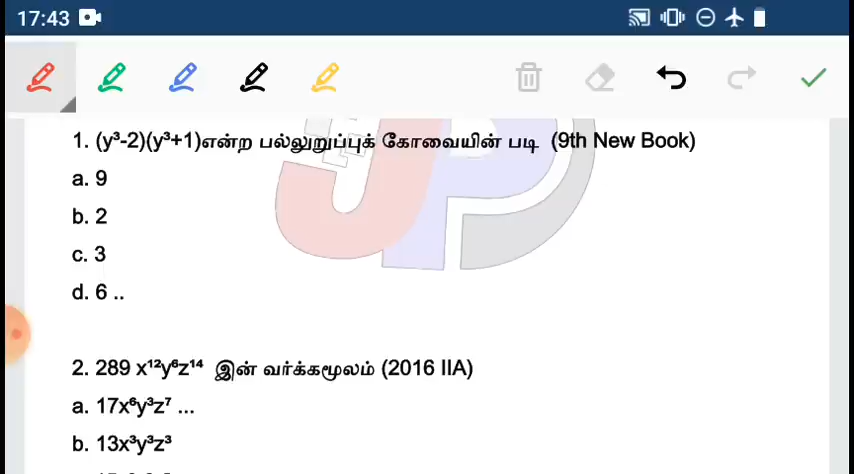 17:43
1. (y³-2)(y³+1)என்ற பல்லுறுப்புக் கோவையின் படி (9th New Book)
a. 9
b. 2
c. 3
d. 6 ..
2. 289 x¹²y⁶z¹⁴ இன் வர்க்கமூலம் (2016 IIA)
a. 17x⁶y³z⁷ ...
b. 13x³y³z³